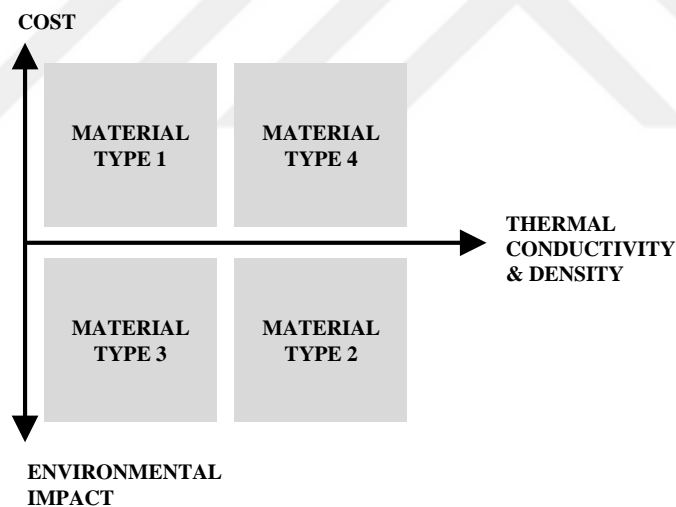 COST
MATERIAL
TYPE 1
MATERIAL
TYPE 4
THERMAL
CONDUCTIVITY
& DENSITY
MATERIAL
TYPE 3
MATERIAL
TYPE 2
ENVIRONMENTAL
IMPACT